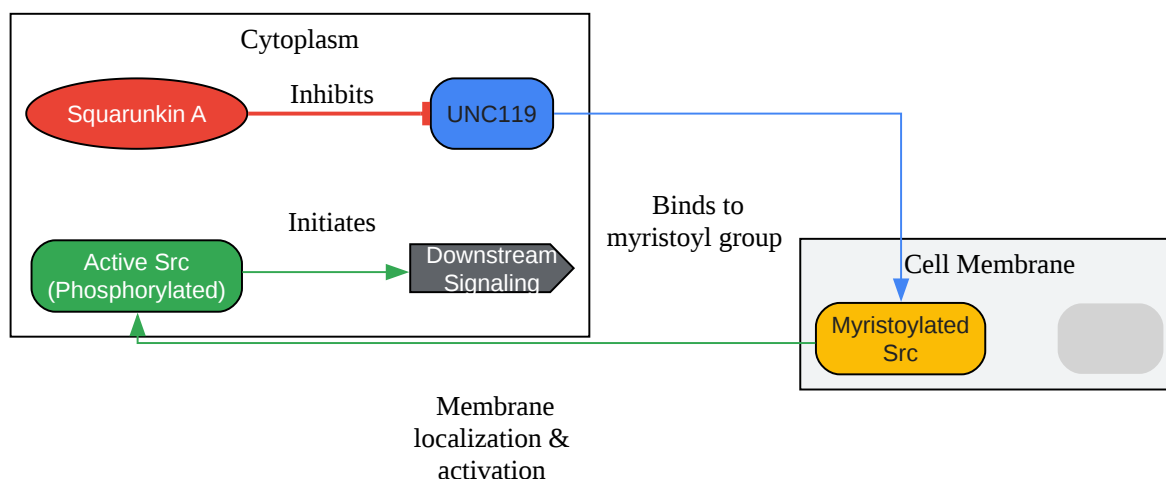 Cytoplasm
Squarunkin A
Inhibits
UNC119
Binds to
myristoyl group
Initiates
Active Src
(Phosphorylated)
Downstream
Signaling
Cell Membrane
Myristoylated
Src
Membrane
localization &
activation